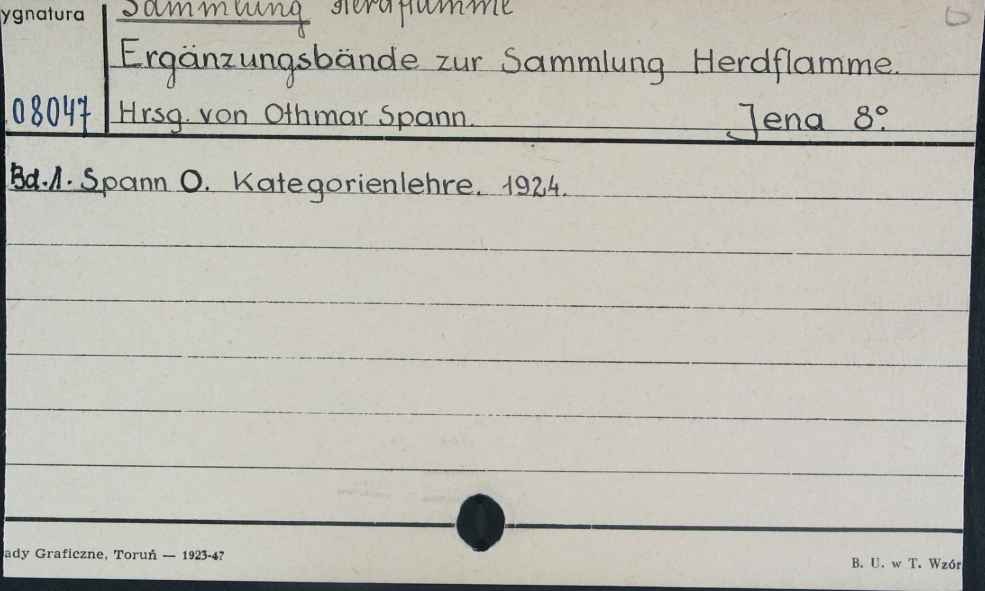 Sammlung Herdflamme
ygnatura
Ergänzungsbände zur Sammlung Herdflamme.
08047 Hrsg. von Othmar Spann. Jena 8º.
Bd.1. Spann O. Kategorienlehre. 1924.
ady Graficzne, Toruń — 1923-47
B. U. w T. Wzór